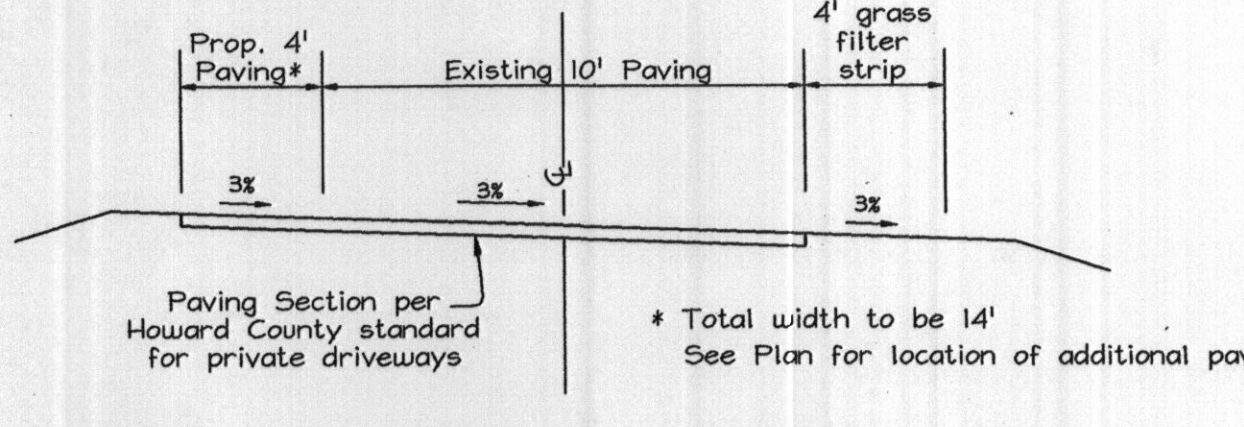 Prop. 4'
Paving*
Existing 10' Paving
4' grass
filter
strip
3%
3%
3%
Paving Section per
Howard County standard
for private driveways
* Total width to be 14'
See Plan for location of additional